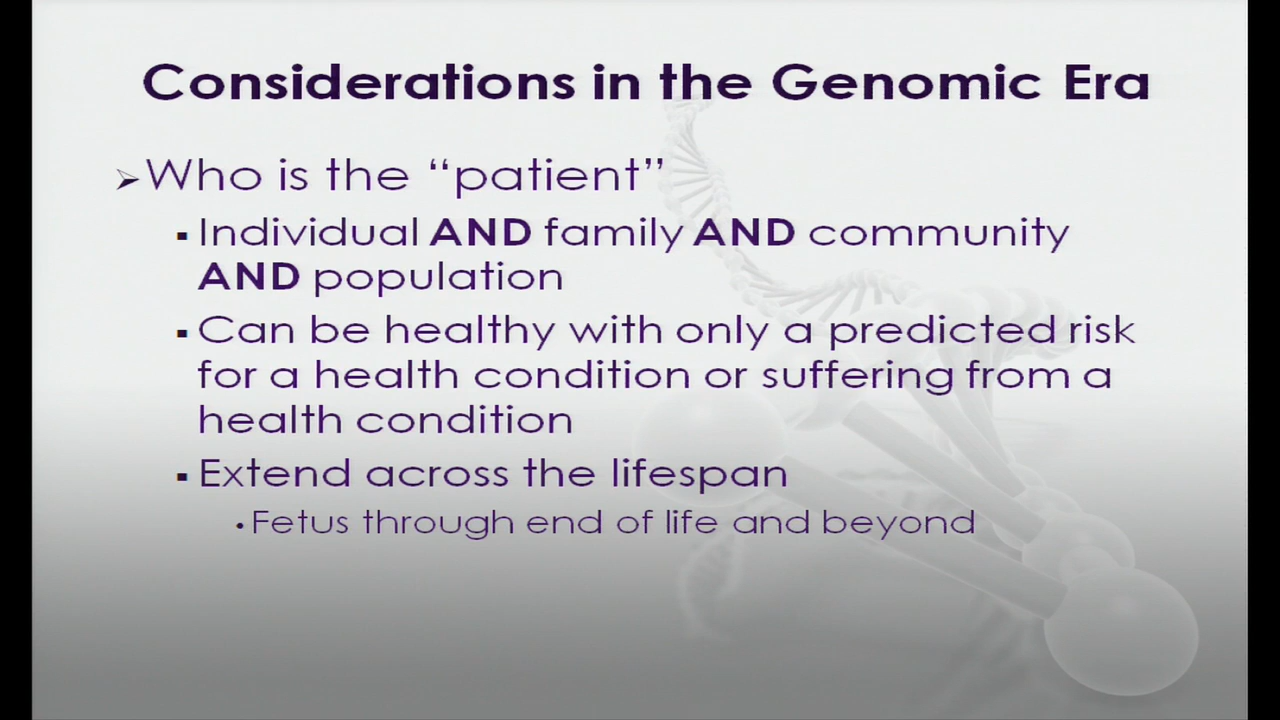 Considerations in the Genomic Era
➢Who is the “patient”
▪Individual AND family AND community
AND population
▪Can be healthy with only a predicted risk
for a health condition or suffering from a
health condition
▪Extend across the lifespan
•Fetus through end of life and beyond